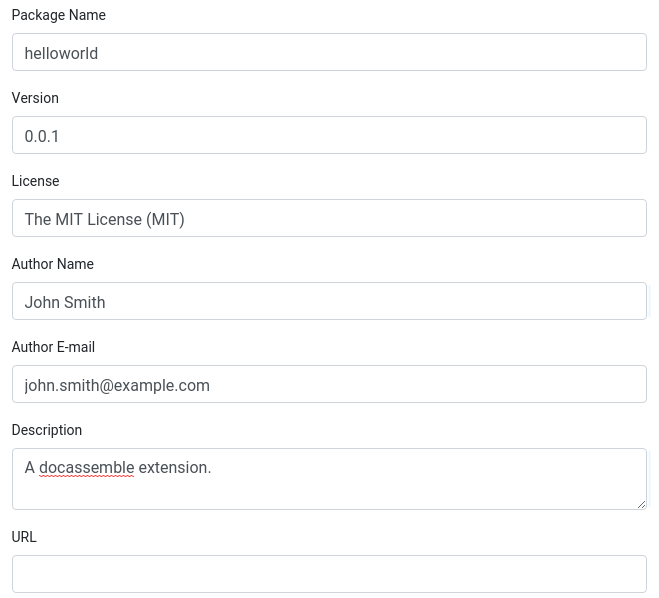 Package Name
helloworld
Version
0.0.1
License
The MIT License (MIT)
Author Name
John Smith
Author E-mail
john.smith@example.com
Description
A docassemble extension.
URL